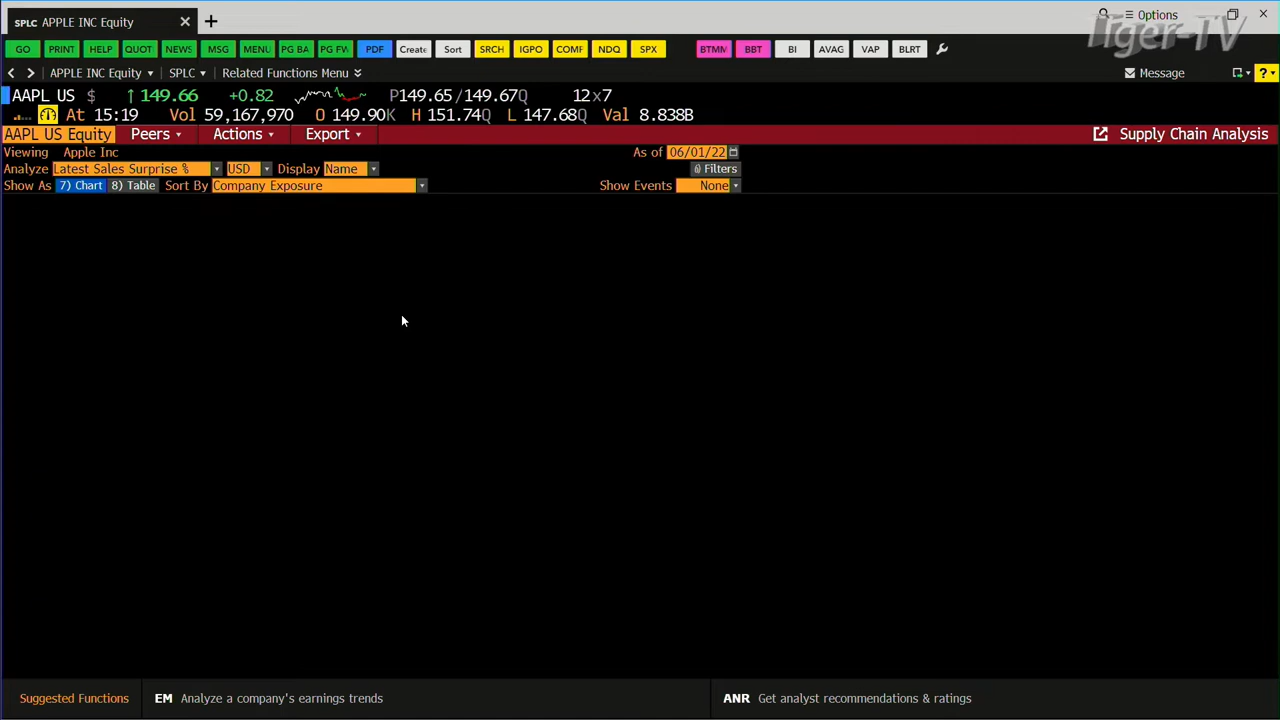 SPLC APPLE INC Equity
Options
Tiger-TV
GO PRINT HELP QUOT NEWS MSG MENU PG BA PG FW PDF Create Sort SRCH IGPO COMF NDQ SPX BTMM BBT BI AVAG VAP BLRT
APPLE INC Equity SPLC Related Functions Menu Message ?
AAPL US $ ↑149.66 +0.82 P149.65/149.67Q 12x7
At 15:19 Vol 59,167,970 O 149.90K H 151.74Q L 147.68Q Val 8.838B
AAPL US Equity Peers Actions Export Supply Chain Analysis
Viewing Apple Inc As of 06/01/22
Analyze Latest Sales Surprise % USD Display Name Filters
Show As 7) Chart 8) Table Sort By Company Exposure Show Events None
Suggested Functions EM Analyze a company's earnings trends ANR Get analyst recommendations & ratings